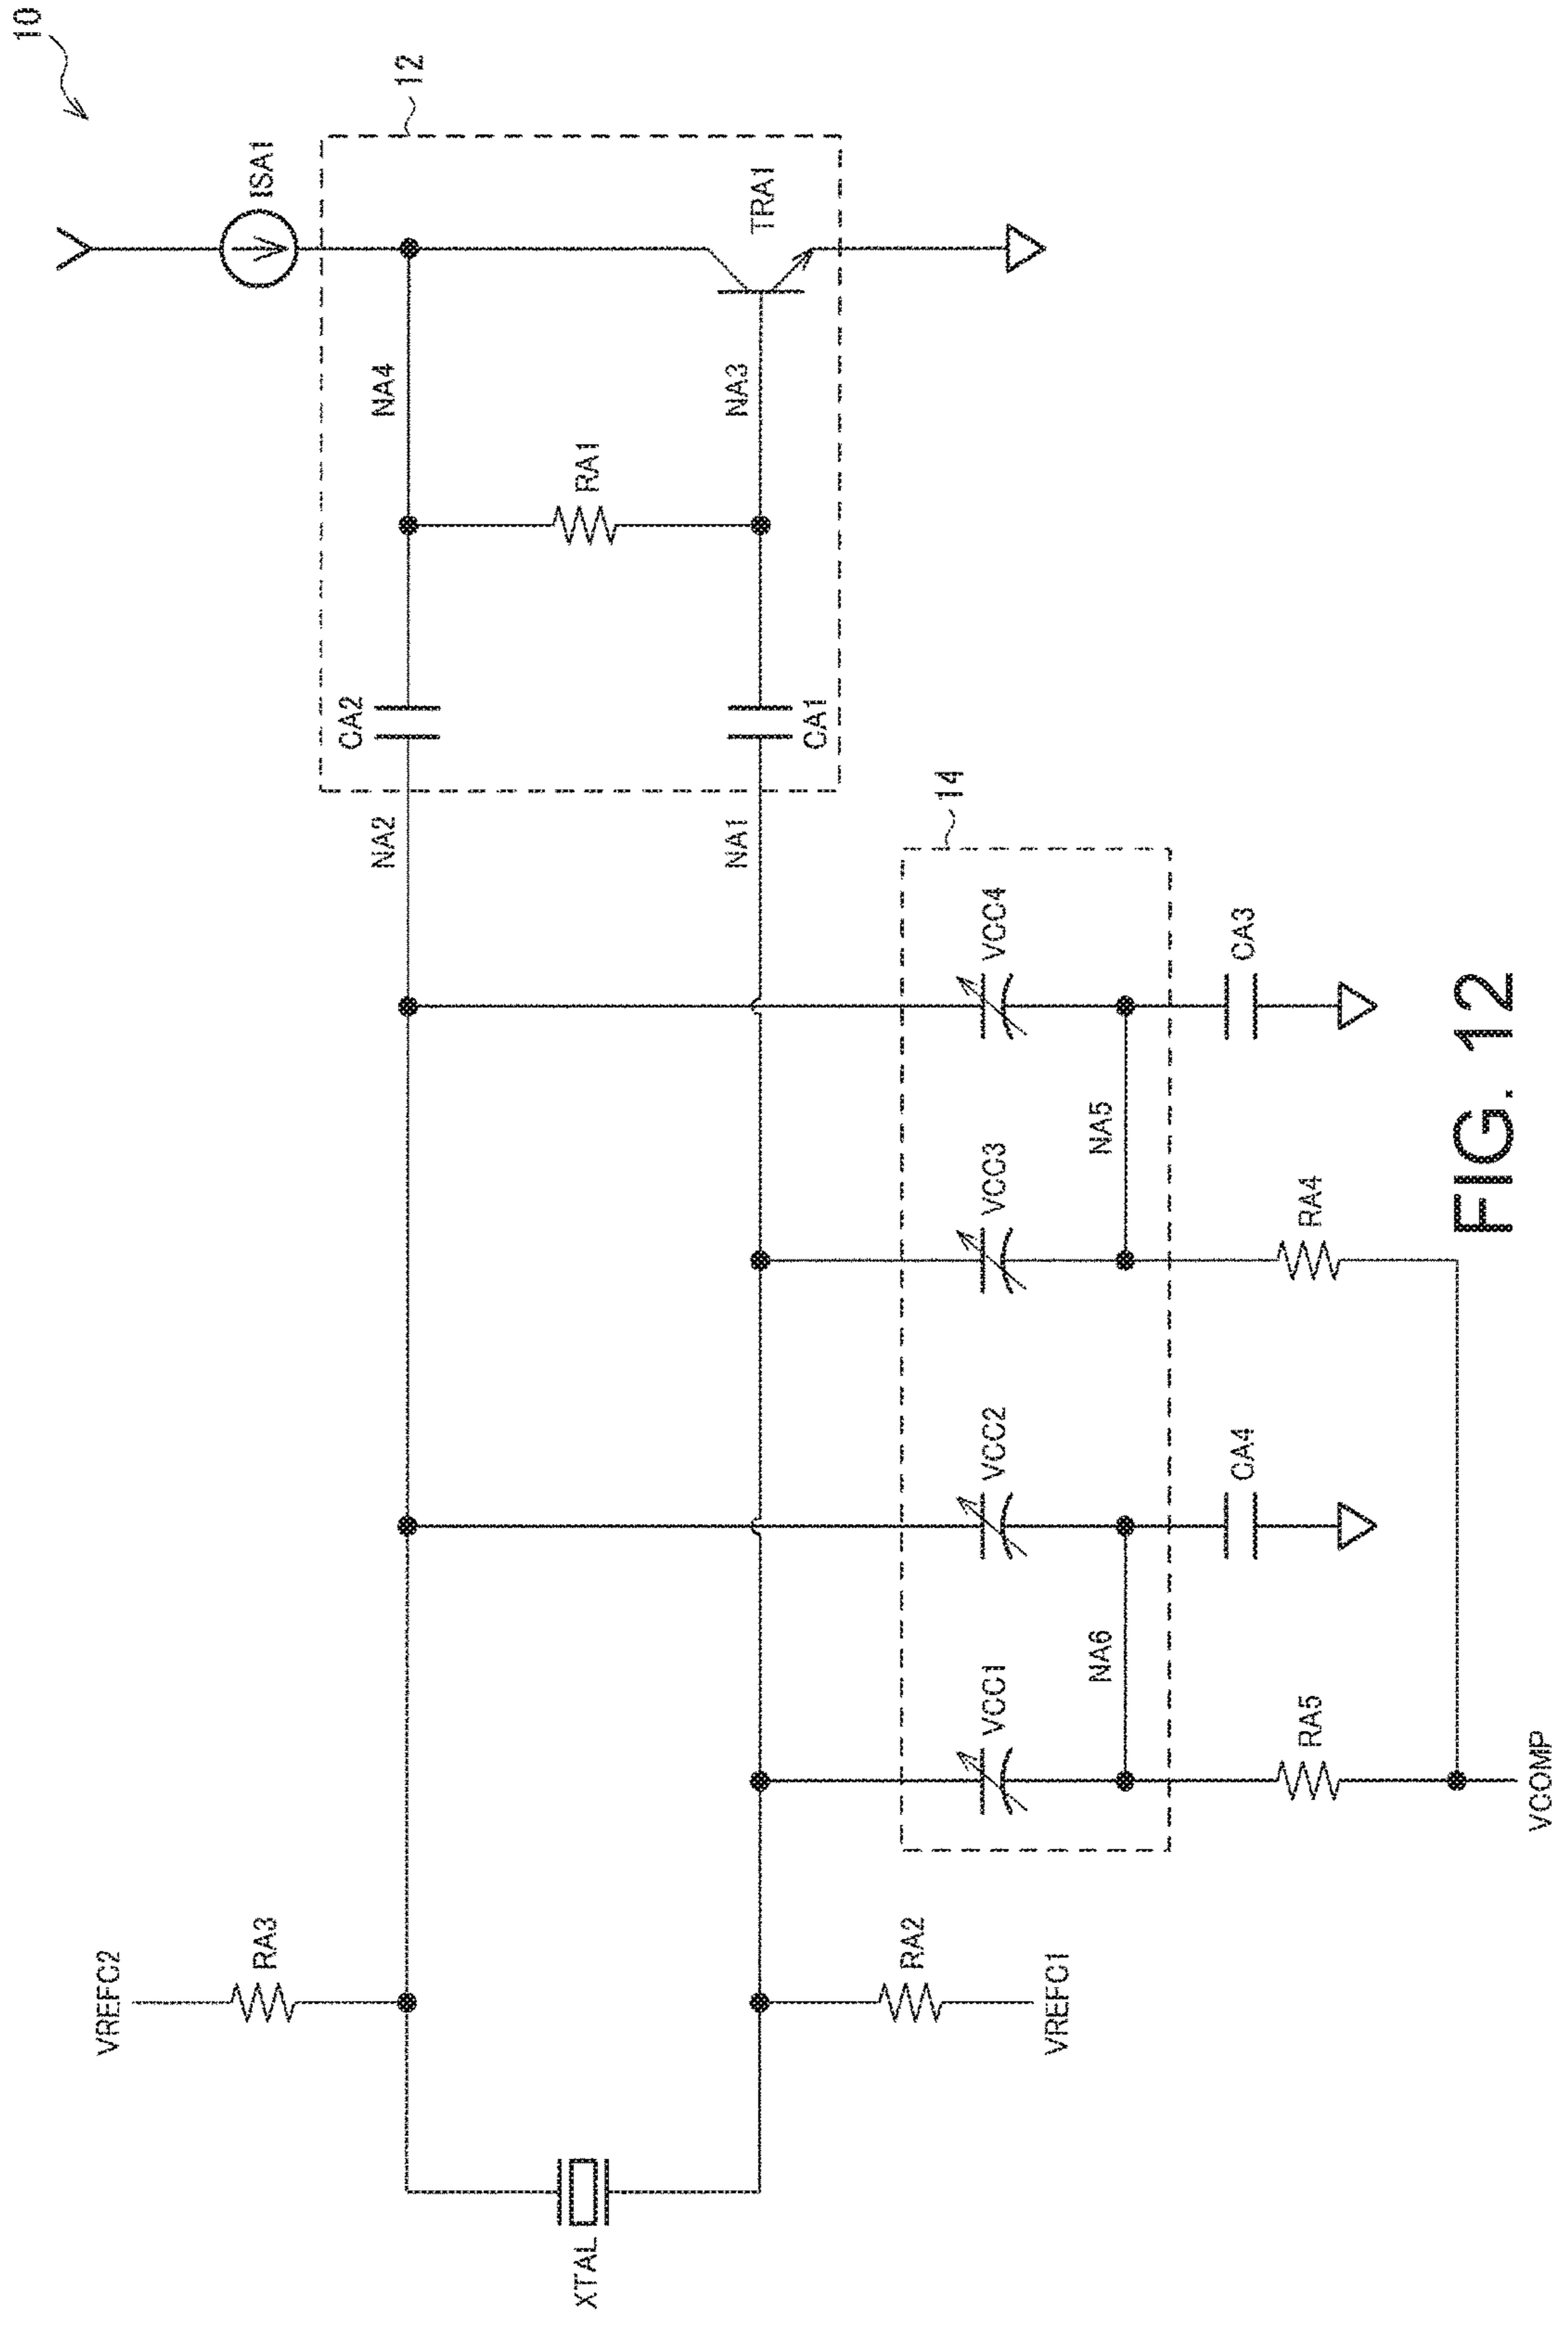 10
ISA1
12
TRA1
NA4
NA3
RA1
CA2
CA1
NA2
NA1
14
VCC4
CA3
NA5
VCC3
RA4
VCC2
CA4
NA6
VCC1
RA5
VCOMP
VREFC2
RA3
RA2
VREFC1
XTAL
FIG. 12